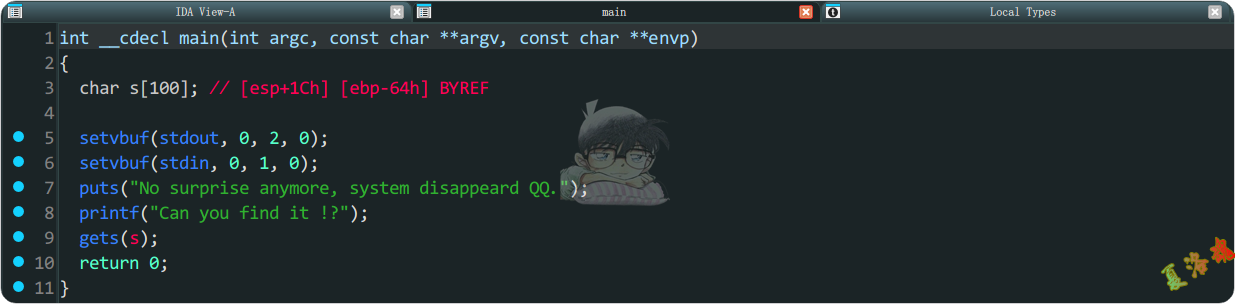 IDA View-A main Local Types
1 int __cdecl main(int argc, const char **argv, const char **envp)
2 {
3   char s[100]; // [esp+1Ch] [ebp-64h] BYREF
4
5   setvbuf(stdout, 0, 2, 0);
6   setvbuf(stdin, 0, 1, 0);
7   puts("No surprise anymore, system disappeard QQ.");
8   printf("Can you find it !?");
9   gets(s);
10   return 0;
11 }